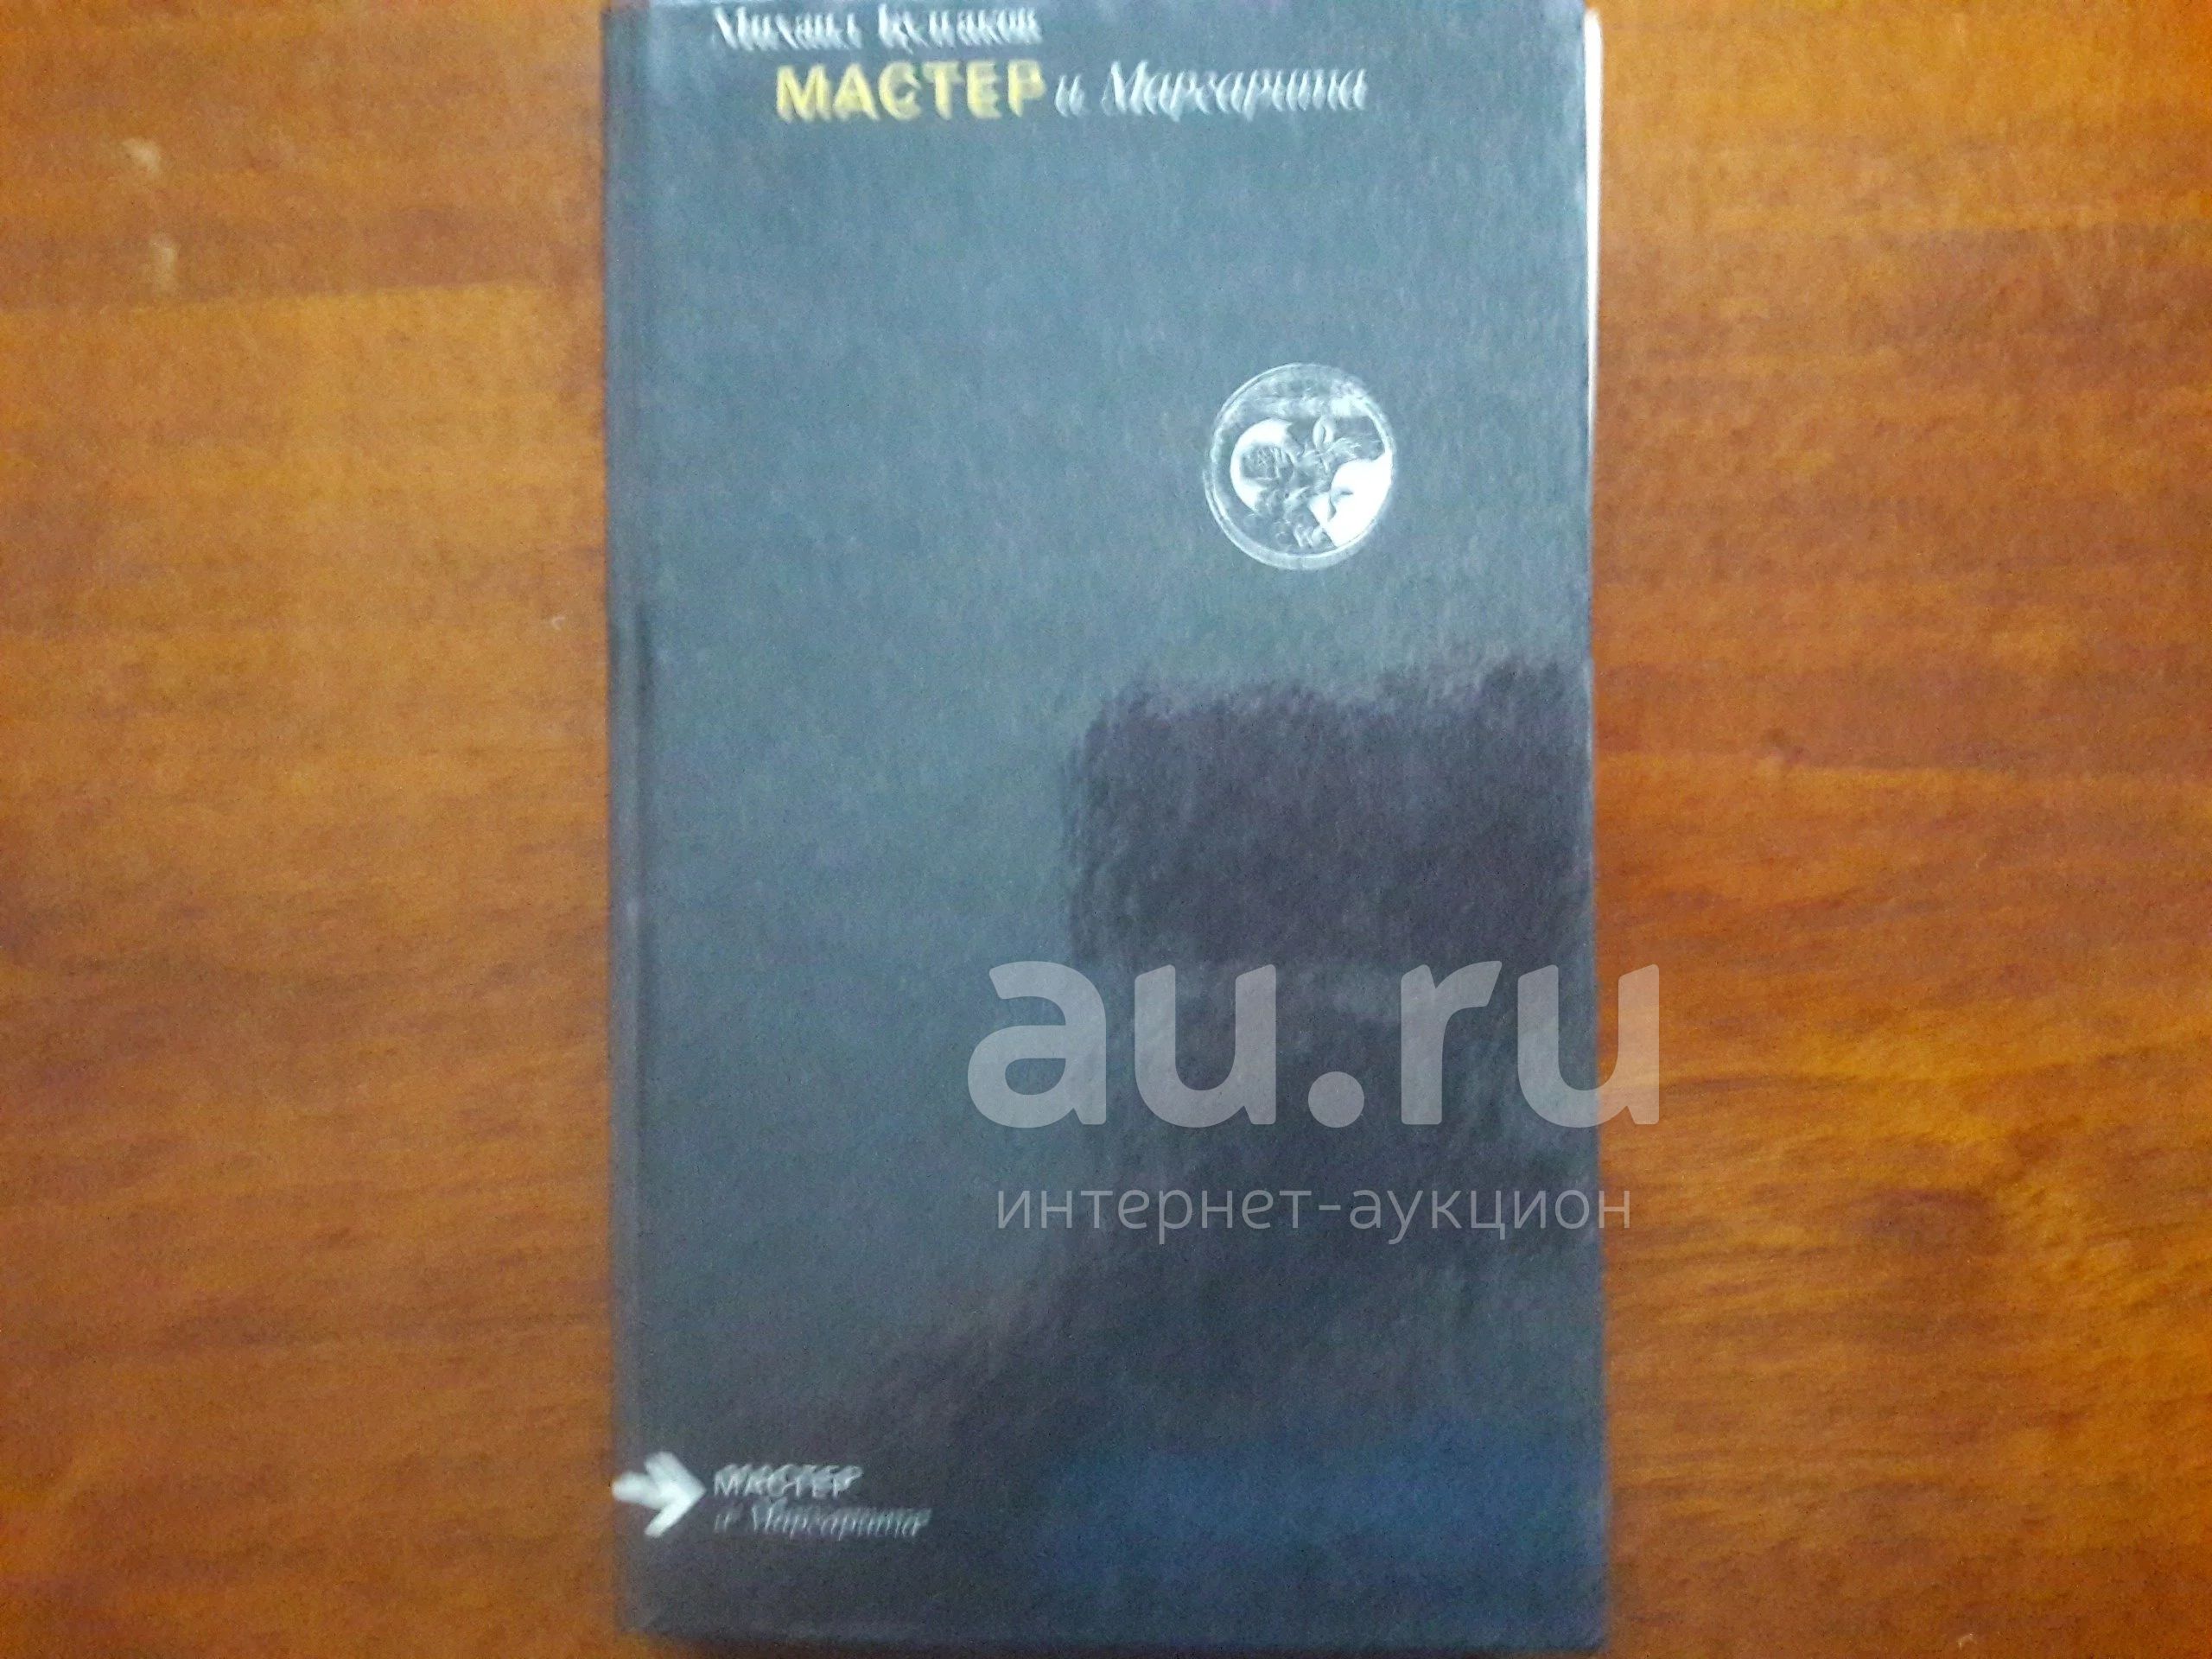 Михаил Булгаков
МАСТЕР и Маргарита
au.ru
интернет-аукцион
МАСТЕР
и Маргарита